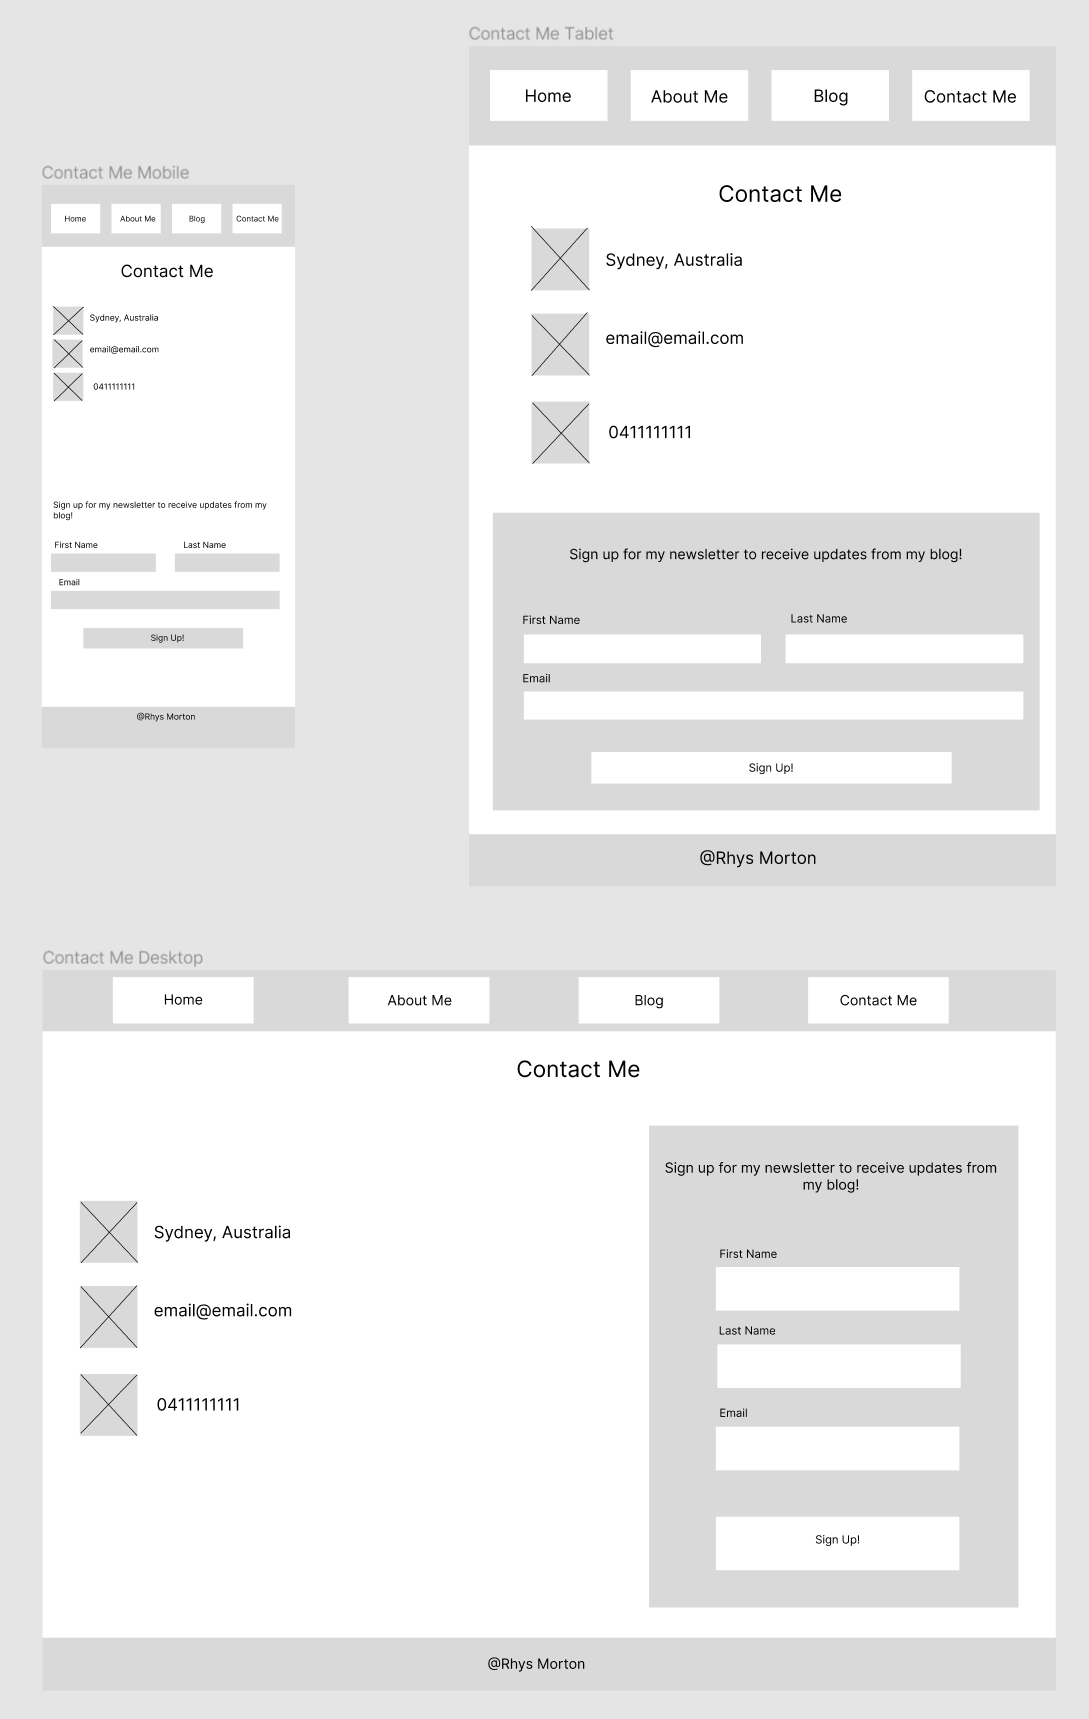 Contact Me Tablet
Home
About Me
Blog
Contact Me
Contact Me
Sydney, Australia
email@email.com
0411111111
Sign up for my newsletter to receive updates from my blog!
First Name
Last Name
Email
Sign Up!
@Rhys Morton
Contact Me Mobile
Home
About Me
Blog
Contact Me
Contact Me
Sydney, Australia
email@email.com
0411111111
Sign up for my newsletter to receive updates from my
blog!
First Name
Last Name
Email
Sign Up!
@Rhys Morton
Contact Me Desktop
Home
About Me
Blog
Contact Me
Contact Me
Sydney, Australia
email@email.com
0411111111
Sign up for my newsletter to receive updates from
my blog!
First Name
Last Name
Email
Sign Up!
@Rhys Morton